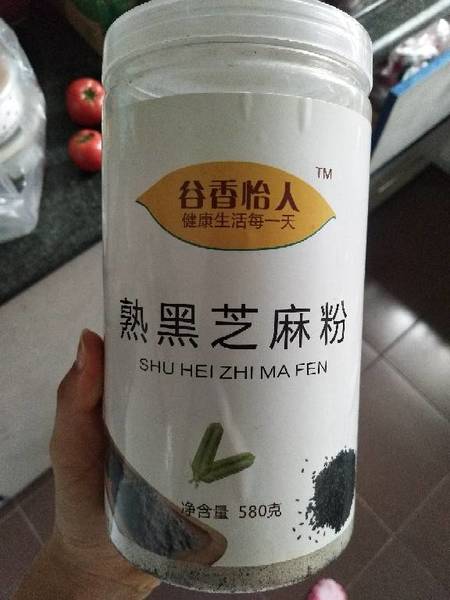 谷香怡人
TM
健康生活每一天
熟黑芝麻粉
SHU HEI ZHI MA FEN
净含量 580克